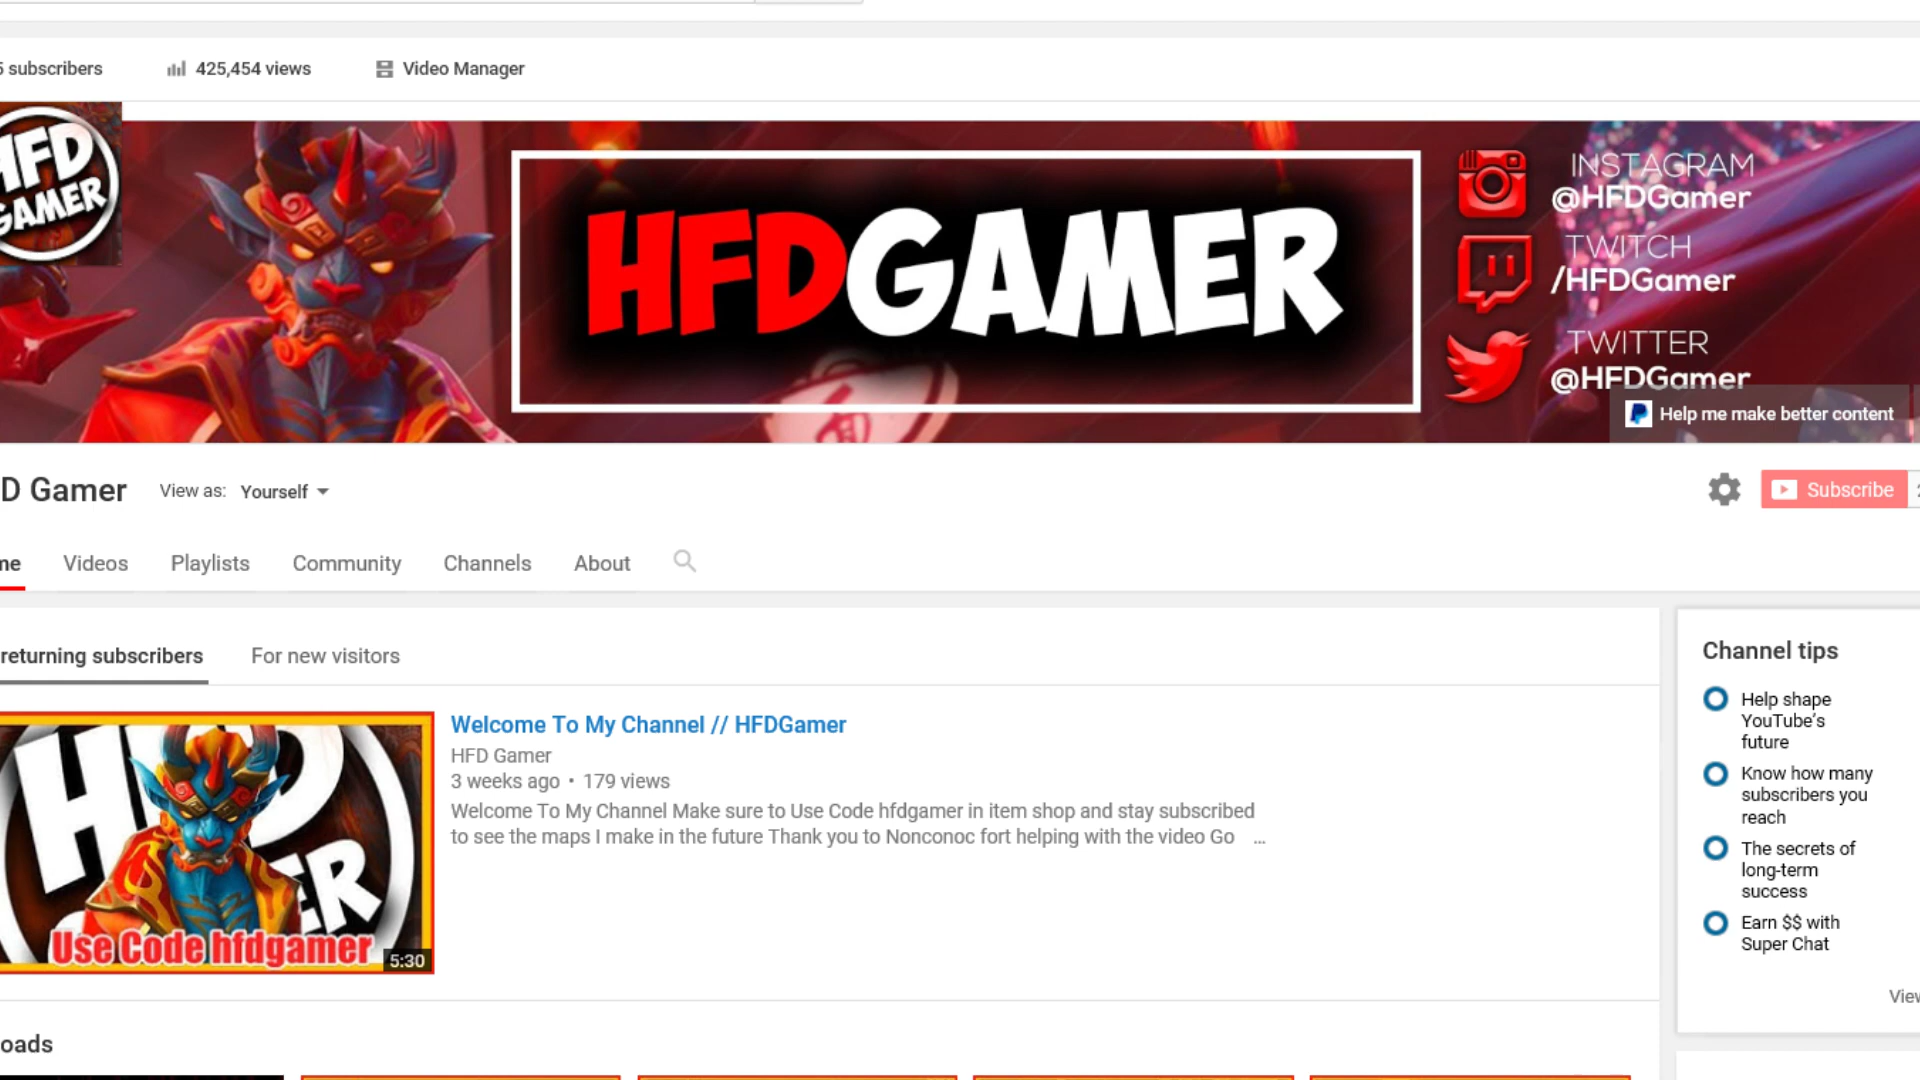 subscribers
425,454 views
Video Manager
HFD
GAMER
HFDGAMER
INSTAGRAM
@HFDGamer
TWITCH
/HFDGamer
TWITTER
@HFDGamer
Help me make better content
D Gamer
View as: Yourself
Subscribe
me
Videos
Playlists
Community
Channels
About
returning subscribers
For new visitors
Welcome To My Channel // HFDGamer
HFD Gamer
3 weeks ago • 179 views
Welcome To My Channel Make sure to Use Code hfdgamer in item shop and stay subscribed
to see the maps I make in the future Thank you to Nonconoc fort helping with the video Go ...
Use Code hfdgamer
5:30
Channel tips
Help shape
YouTube's
future
Know how many
subscribers you
reach
The secrets of
long-term
success
Earn $$ with
Super Chat
View
oads